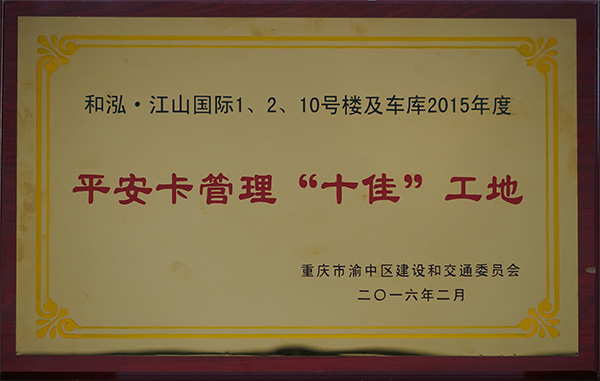 和泓·江山国际1、2、10号楼及车库2015年度
平安卡管理“十佳”工地
重庆市渝中区建设和交通委员会
二〇一六年二月